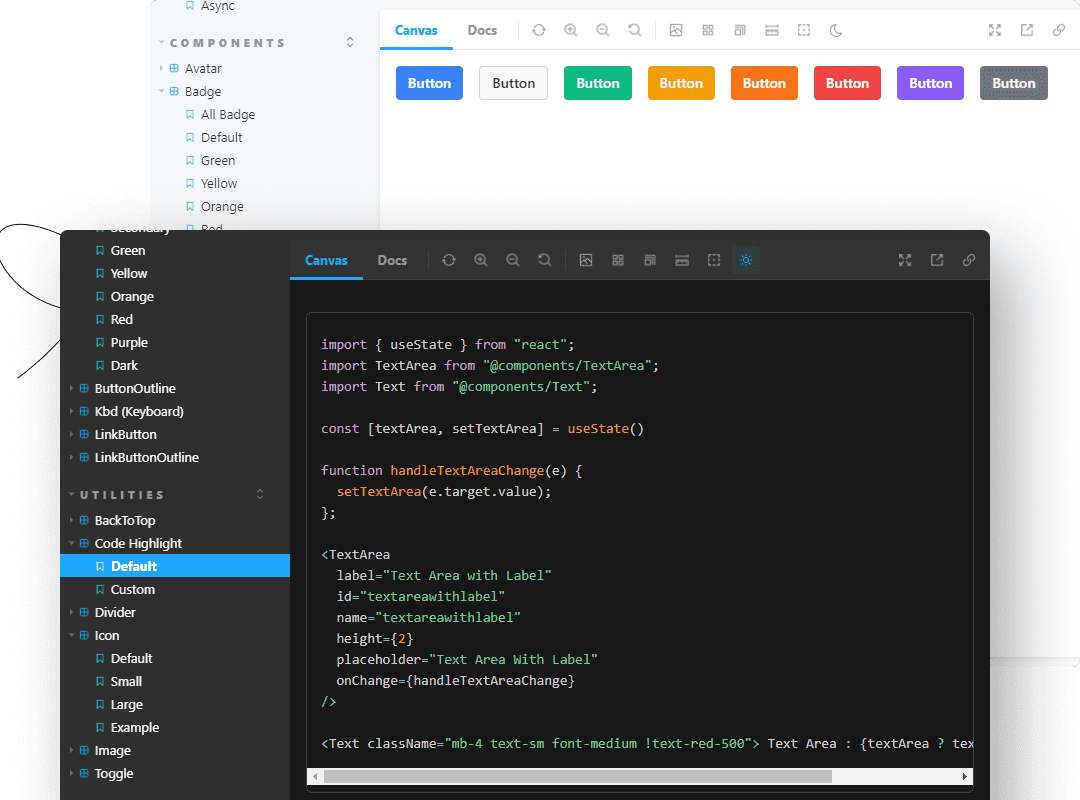 Async
COMPONENTS
Avatar
Badge
All Badge
Default
Green
Yellow
Orange
Red
Canvas Docs
Button Button Button Button Button Button Button Button
Secondary
Green
Yellow
Orange
Red
Purple
Dark
ButtonOutline
Kbd (Keyboard)
LinkButton
LinkButtonOutline
UTILITIES
BackToTop
Code Highlight
Default
Custom
Divider
Icon
Default
Small
Large
Example
Image
Toggle
Canvas Docs
import { useState } from "react";
import TextArea from "@components/TextArea";
import Text from "@components/Text";
const [textArea, setTextArea] = useState()
function handleTextAreaChange(e) {
  setTextArea(e.target.value);
};
<TextArea
  label="Text Area with Label"
  id="textareawithlabel"
  name="textareawithlabel"
  height={2}
  placeholder="Text Area With Label"
  onChange={handleTextAreaChange}
/>
<Text className="mb-4 text-sm font-medium !text-red-500"> Text Area : {textArea ? tex